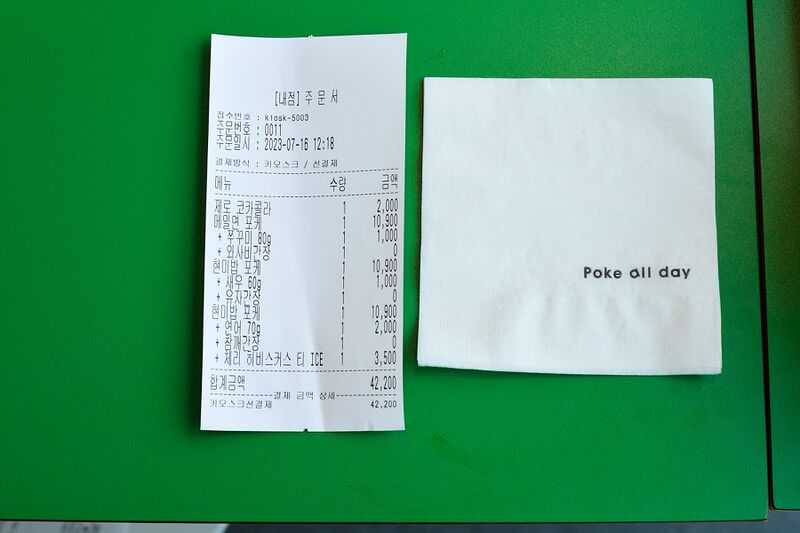 [내점] 주 문 서
접수번호 : kiosk-5003
주문번호 : 0011
주문일시 : 2023-07-16 12:18
결제방식 : 키오스크 / 선결제
메뉴 수량 금액
제로 코카콜라 1 2,000
메밀면 포케 1 10,900
+ 쭈꾸미 80g 1 1,000
+ 와사비간장 1 0
현미밥 포케 1 10,900
+ 새우 60g 1 1,000
+ 유자간장 1 0
현미밥 포케 1 10,900
+ 연어 70g 1 2,000
+ 참깨간장 1 0
+ 체리 히비스커스 티 ICE 1 3,500
합계금액 42,200
결제 금액 상세
키오스크선결제 42,200
Poke all day